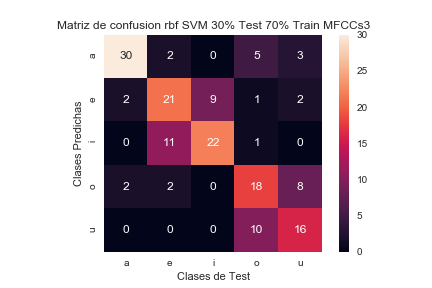 Matriz de confusion rbf SVM 30% Test 70% Train MFCCs3
a 30 2 0 5 3
e 2 21 9 1 2
i 0 11 22 1 0
o 2 2 0 18 8
u 0 0 0 10 16
a e i o u
Clases de Test
Clases Predichas
30
25
20
15
10
5
0